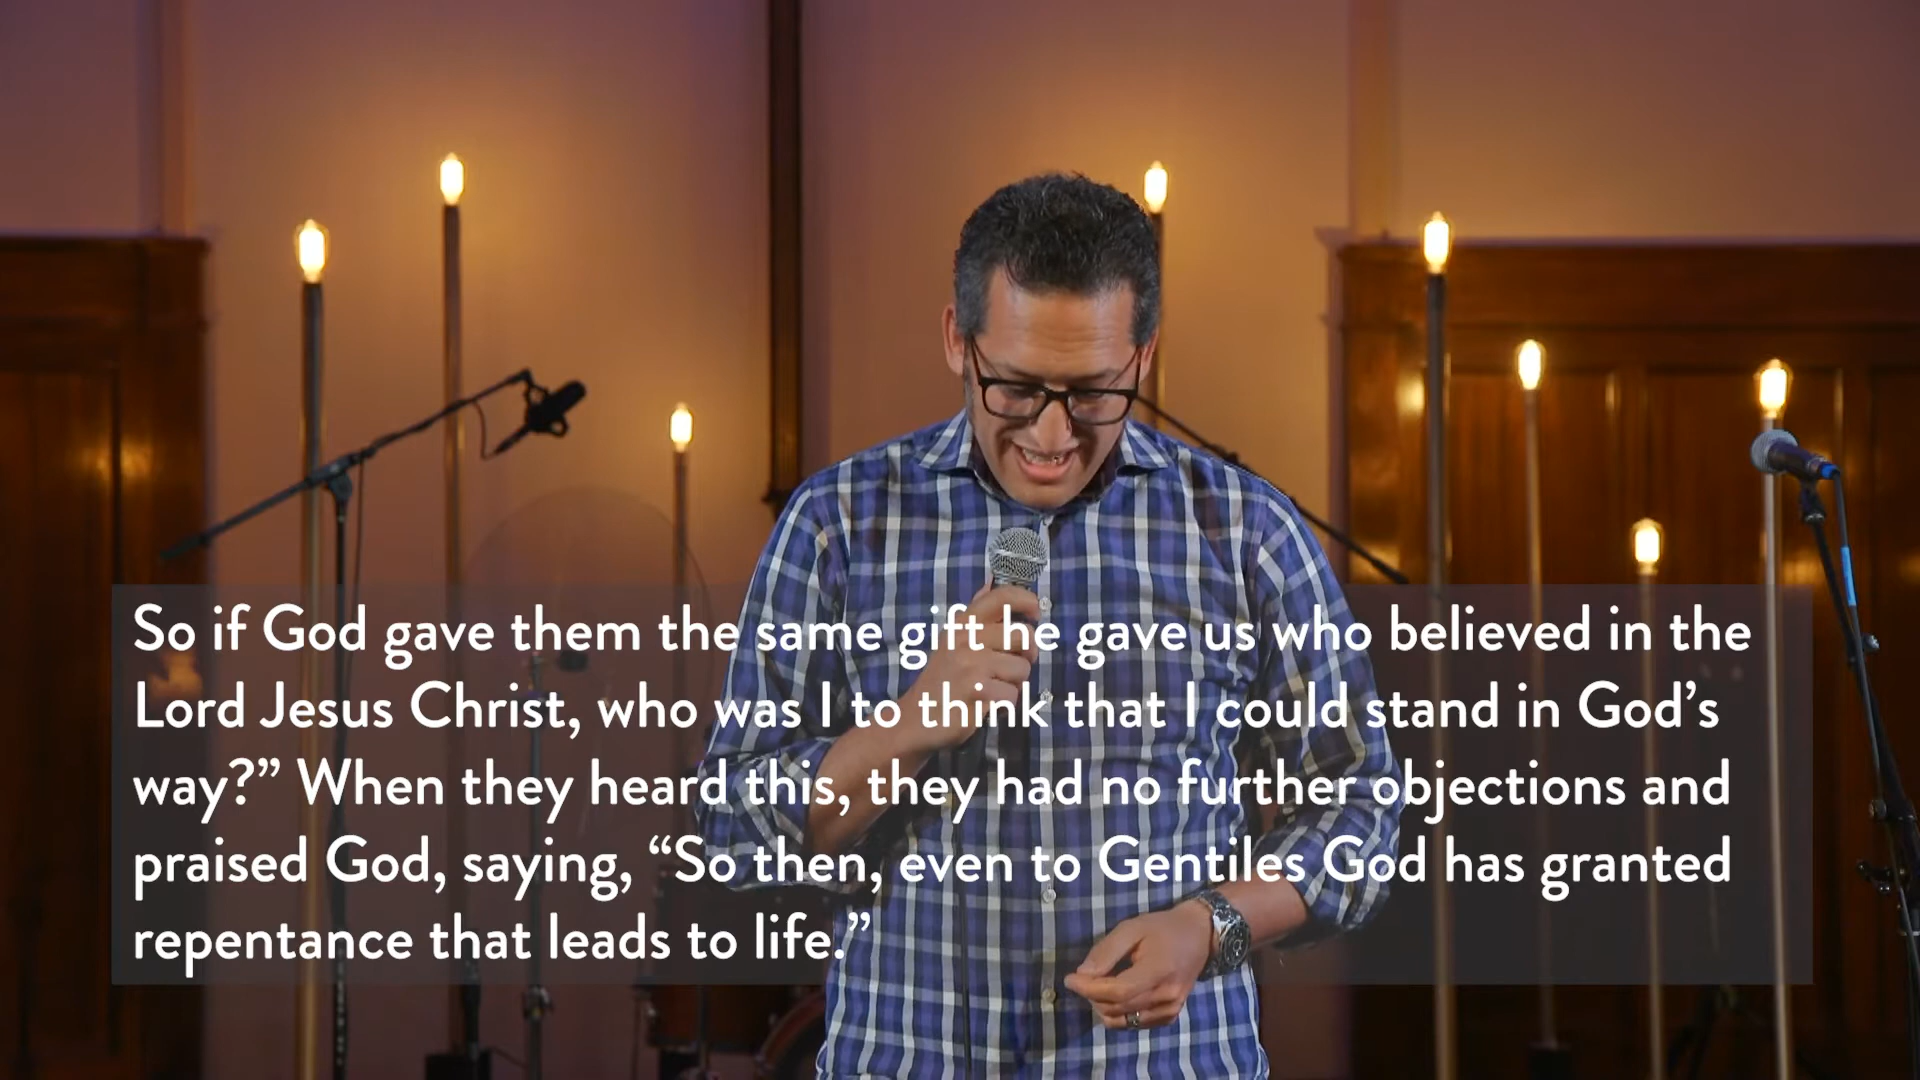 So if God gave them the same gift he gave us who believed in the
Lord Jesus Christ, who was I to think that I could stand in God’s
way?” When they heard this, they had no further objections and
praised God, saying, “So then, even to Gentiles God has granted
repentance that leads to life.”